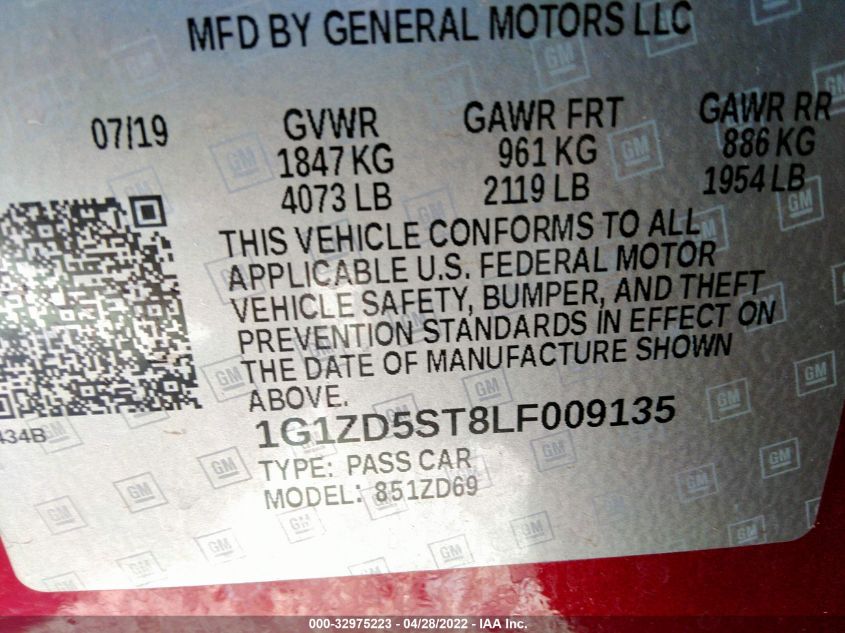 MFD BY GENERAL MOTORS LLC
07/19 GVWR GAWR FRT GAWR RR
1847 KG 961 KG 886 KG
4073 LB 2119 LB 1954 LB
THIS VEHICLE CONFORMS TO ALL
APPLICABLE U.S. FEDERAL MOTOR
VEHICLE SAFETY, BUMPER, AND THEFT
PREVENTION STANDARDS IN EFFECT ON
THE DATE OF MANUFACTURE SHOWN
ABOVE.
434B
1G1ZD5ST8LF009135
TYPE: PASS CAR
MODEL: 851ZD69
GM
000-32975223 - 04/28/2022 - IAA Inc.